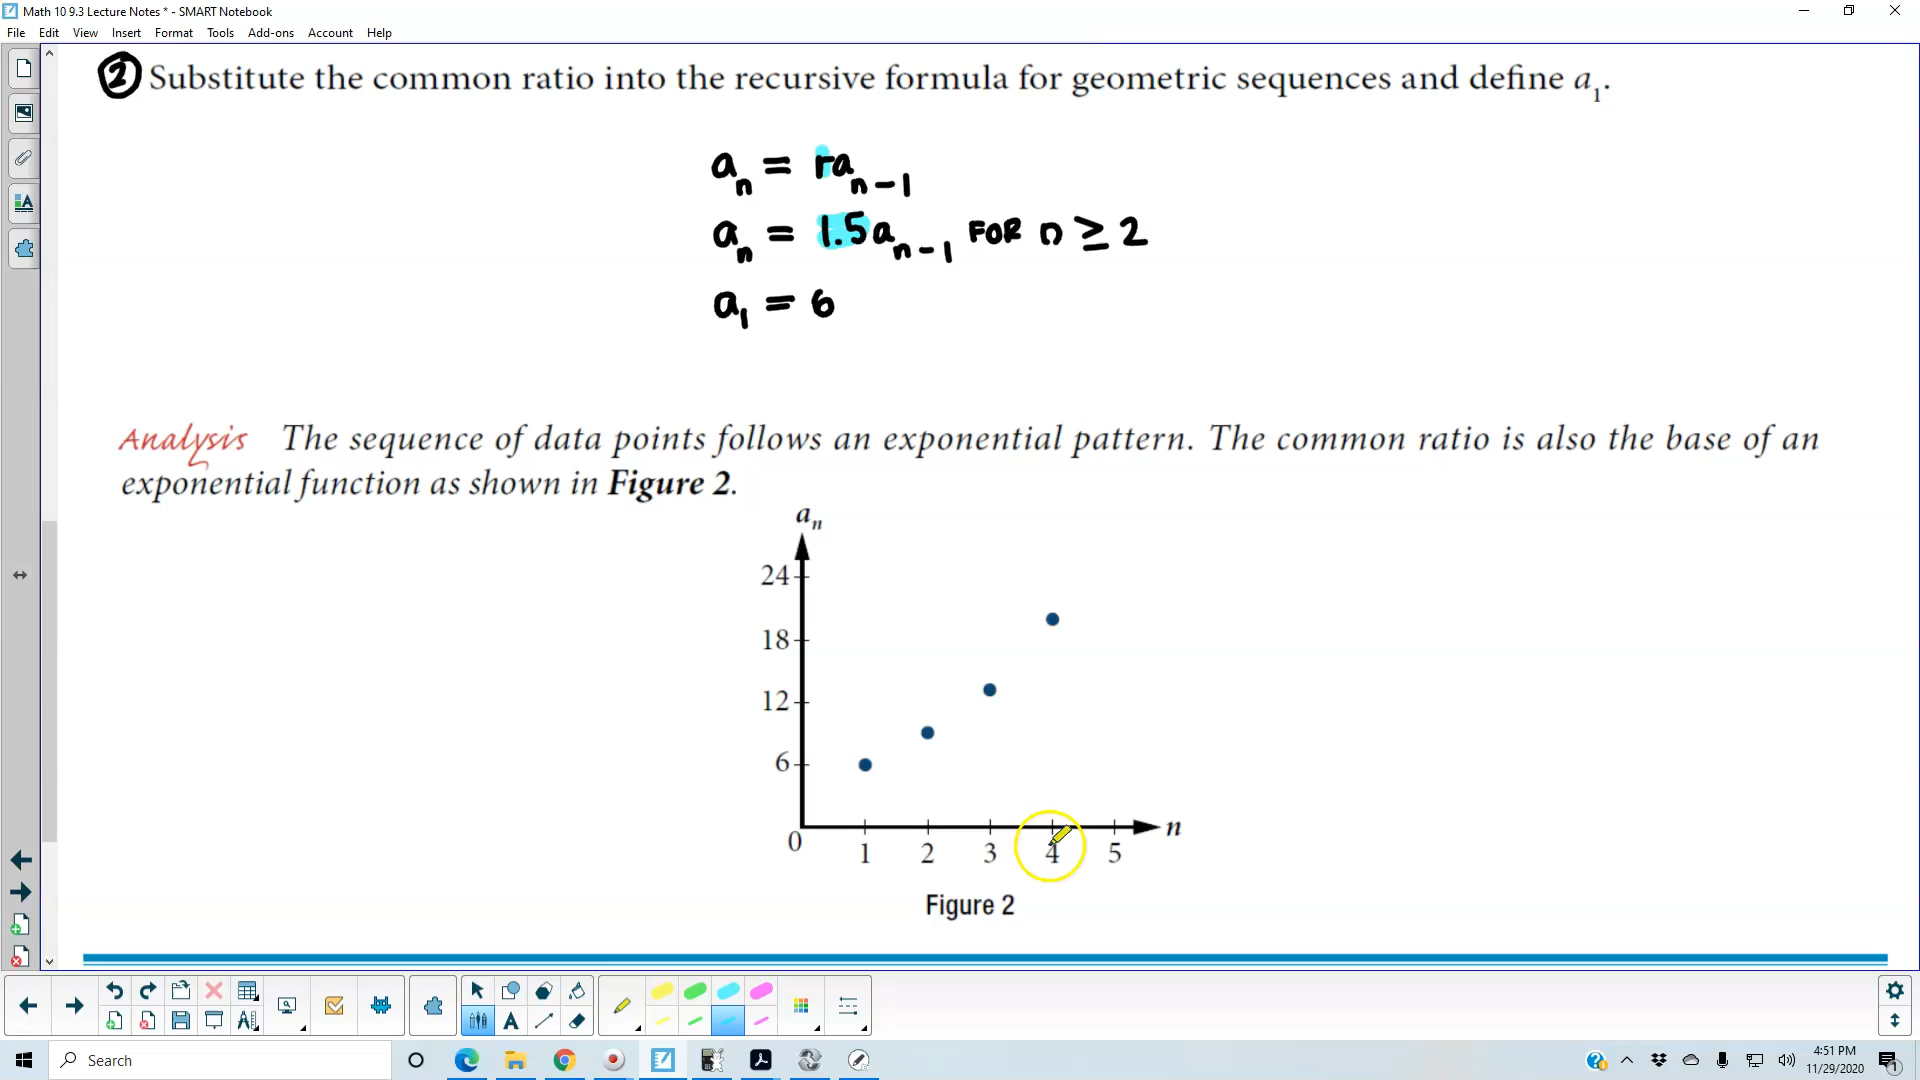 Math 10 9.3 Lecture Notes * - SMART Notebook
File Edit View Insert Format Tools Add-ons Account Help
② Substitute the common ratio into the recursive formula for geometric sequences and define a₁.
aₙ = raₙ₋₁
aₙ = 1.5aₙ₋₁ FOR n ≥ 2
a₁ = 6
Analysis The sequence of data points follows an exponential pattern. The common ratio is also the base of an
exponential function as shown in Figure 2.
aₙ
24
18
12
6
0
n
1 2 3 4 5
Figure 2
Search
4:51 PM
11/29/2020